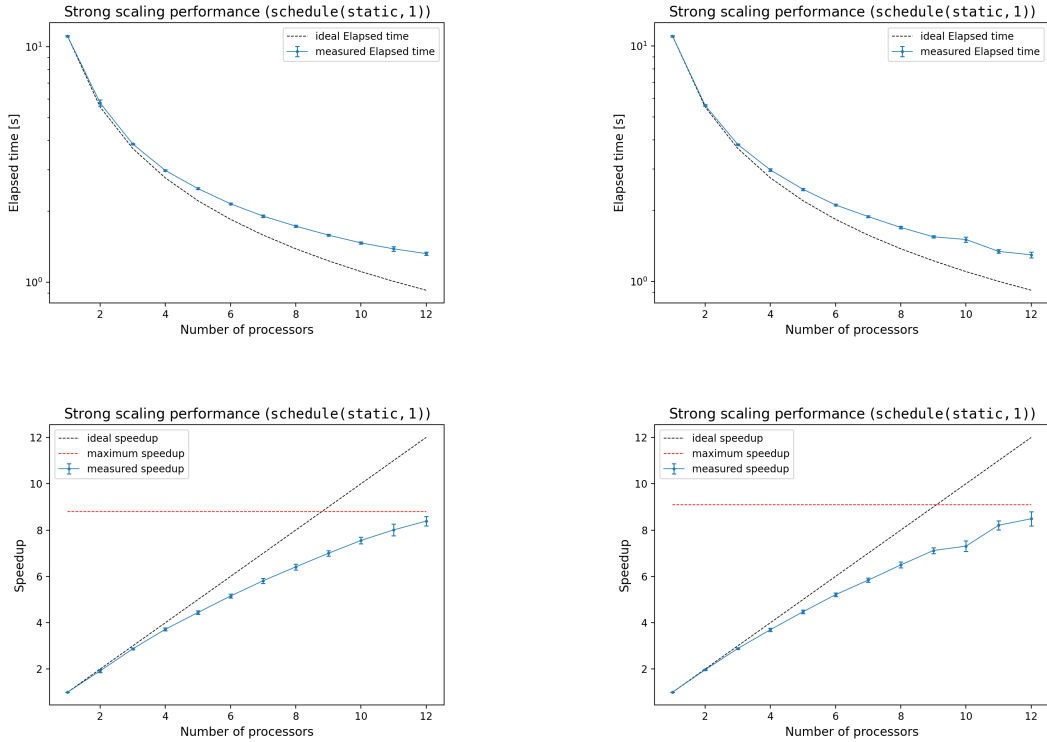 Strong scaling performance (schedule(static,1))
ideal Elapsed time
measured Elapsed time
10¹
10⁰
Elapsed time [s]
2 4 6 8 10 12
Number of processors
Strong scaling performance (schedule(static,1))
ideal Elapsed time
measured Elapsed time
10¹
10⁰
Elapsed time [s]
2 4 6 8 10 12
Number of processors
Strong scaling performance (schedule(static,1))
ideal speedup
maximum speedup
measured speedup
12
10
8
6
4
2
Speedup
2 4 6 8 10 12
Number of processors
Strong scaling performance (schedule(static,1))
ideal speedup
maximum speedup
measured speedup
12
10
8
6
4
2
Speedup
2 4 6 8 10 12
Number of processors